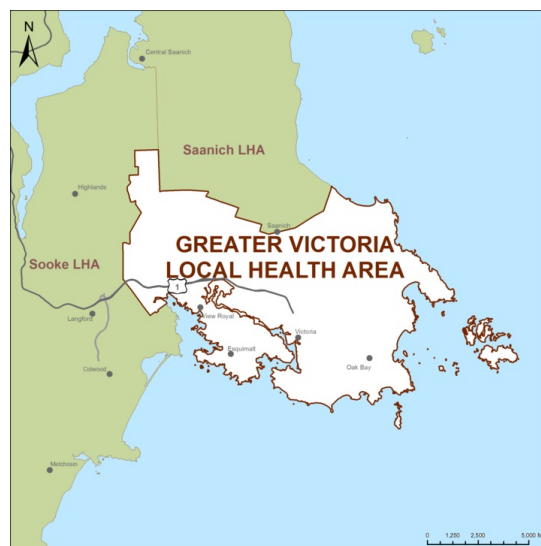 N
Central Saanich
Saanich LHA
Highlands
Saanich
GREATER VICTORIA
LOCAL HEALTH AREA
Sooke LHA
1
View Royal
Langford
Victoria
Esquimalt
Oak Bay
Colwood
Metchosin
0 1,250 2,500 5,000 M